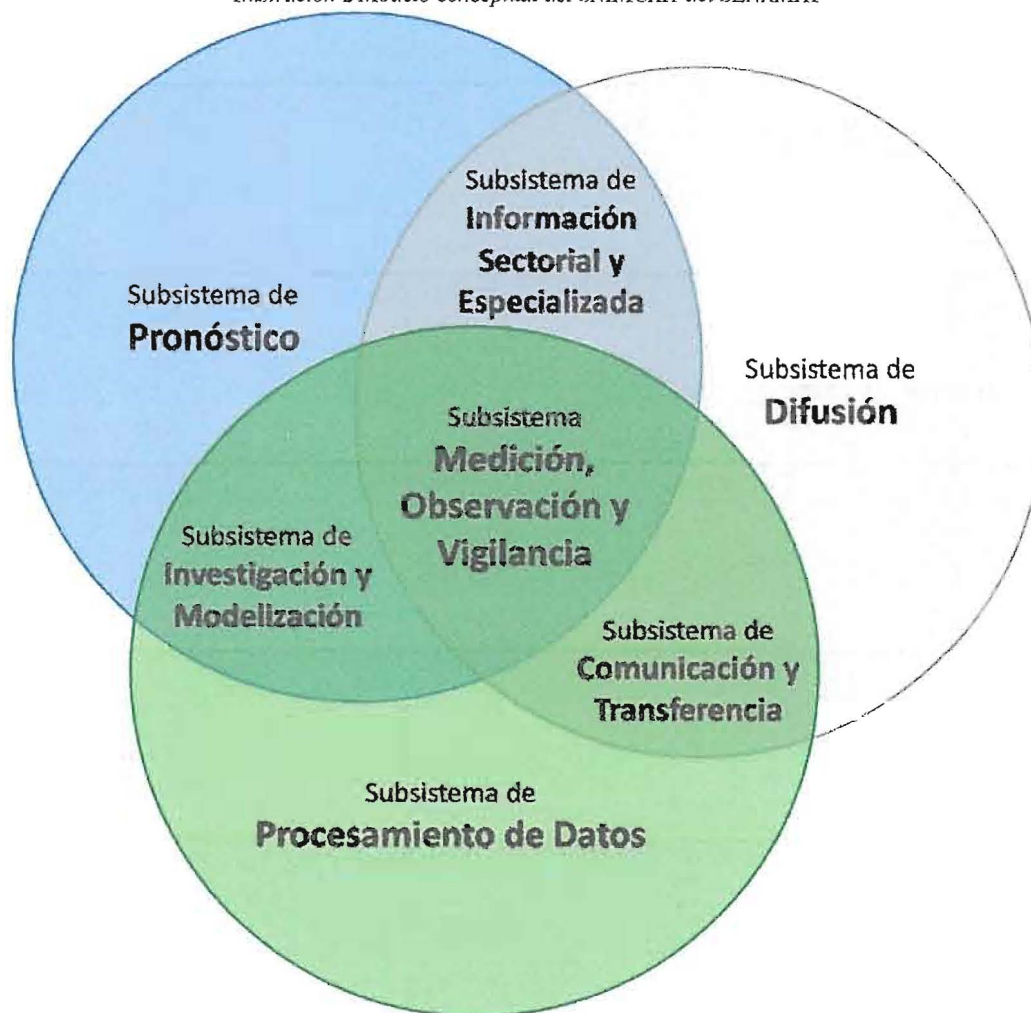 Subsistema de
Información
Sectorial y
Especializada
Subsistema de
Pronóstico
Subsistema de
Difusión
Subsistema
Medición,
Observación y
Vigilancia
Subsistema de
Investigación y
Modelización
Subsistema de
Comunicación y
Transferencia
Subsistema de
Procesamiento de Datos